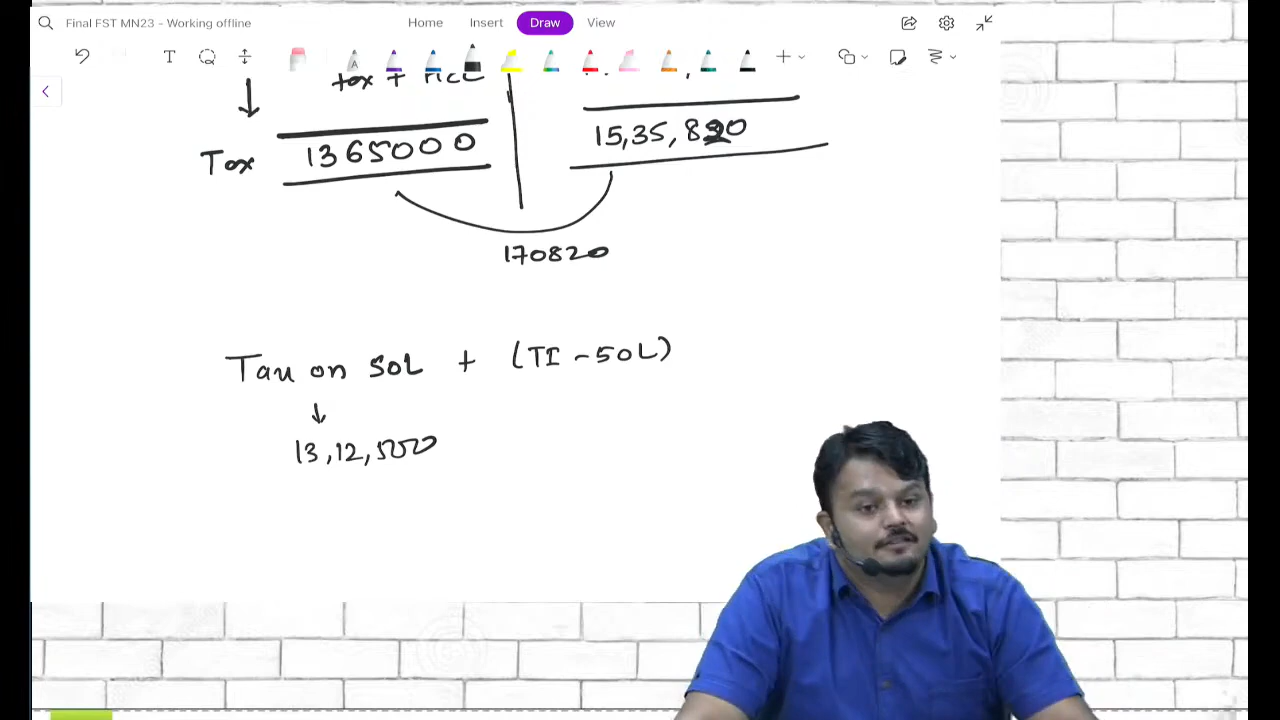 Final FST MN23 – Working offline
Home Insert Draw View
tax +
Tax 1365000
15,35,820
170820
Tax on 50L + (TI - 50L)
13,12,500